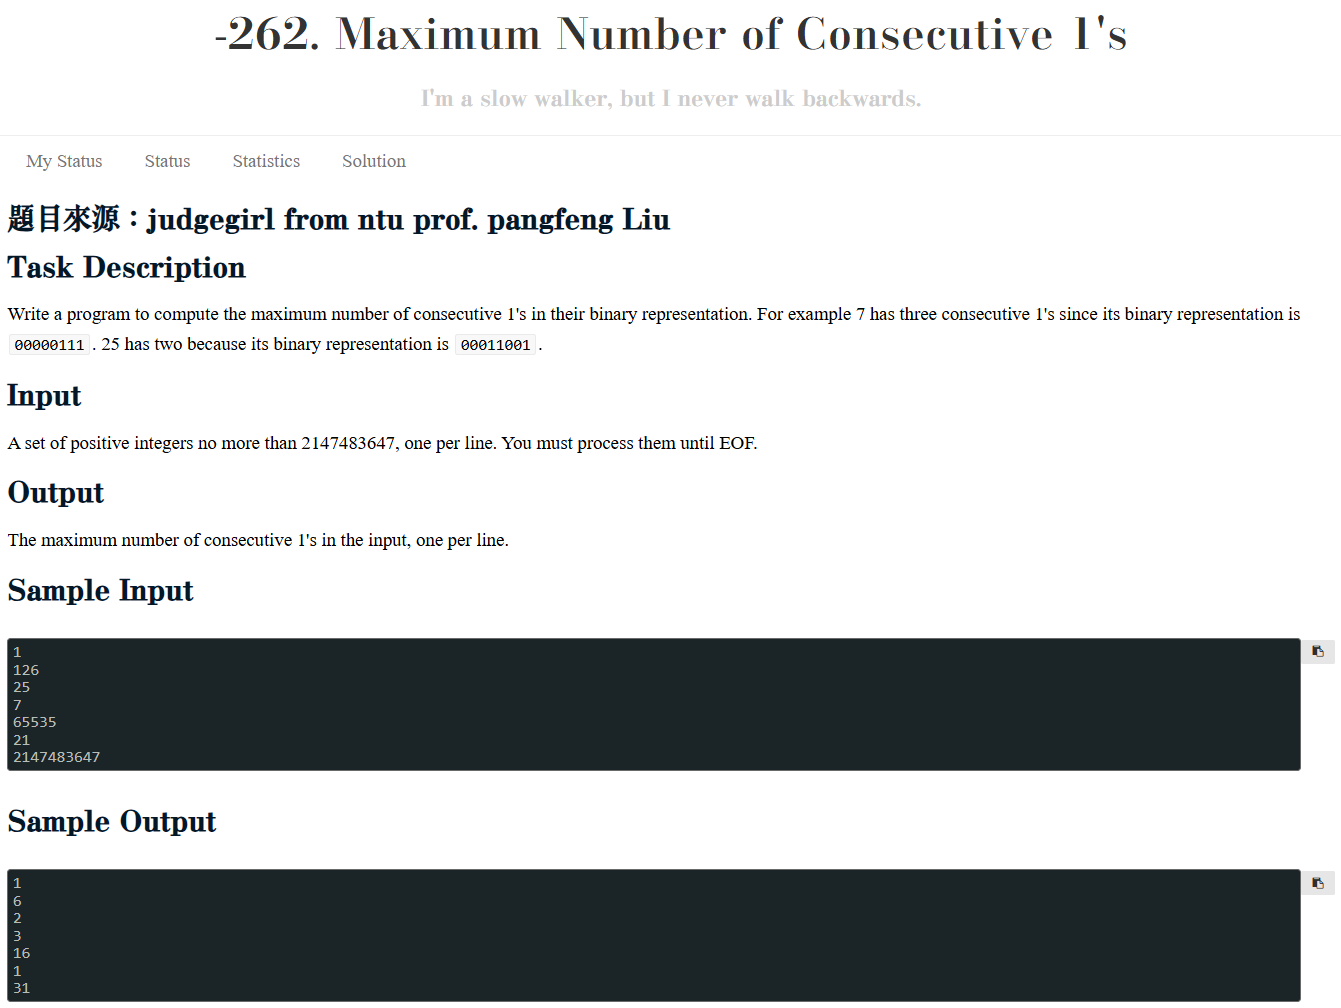 -262. Maximum Number of Consecutive 1's
I'm a slow walker, but I never walk backwards.
My Status Status Statistics Solution
題目來源：judgegirl from ntu prof. pangfeng Liu
Task Description
Write a program to compute the maximum number of consecutive 1's in their binary representation. For example 7 has three consecutive 1's since its binary representation is
00000111 . 25 has two because its binary representation is 00011001 .
Input
A set of positive integers no more than 2147483647, one per line. You must process them until EOF.
Output
The maximum number of consecutive 1's in the input, one per line.
Sample Input
1
126
25
7
65535
21
2147483647
Sample Output
1
6
2
3
16
1
31